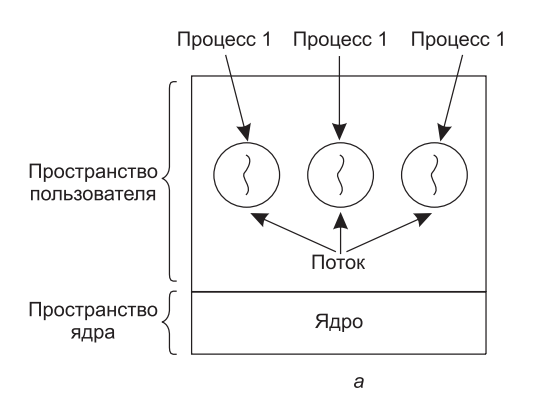 Процесс 1 Процесс 1 Процесс 1
Пространство
пользователя
Поток
Пространство
ядра
Ядро
а